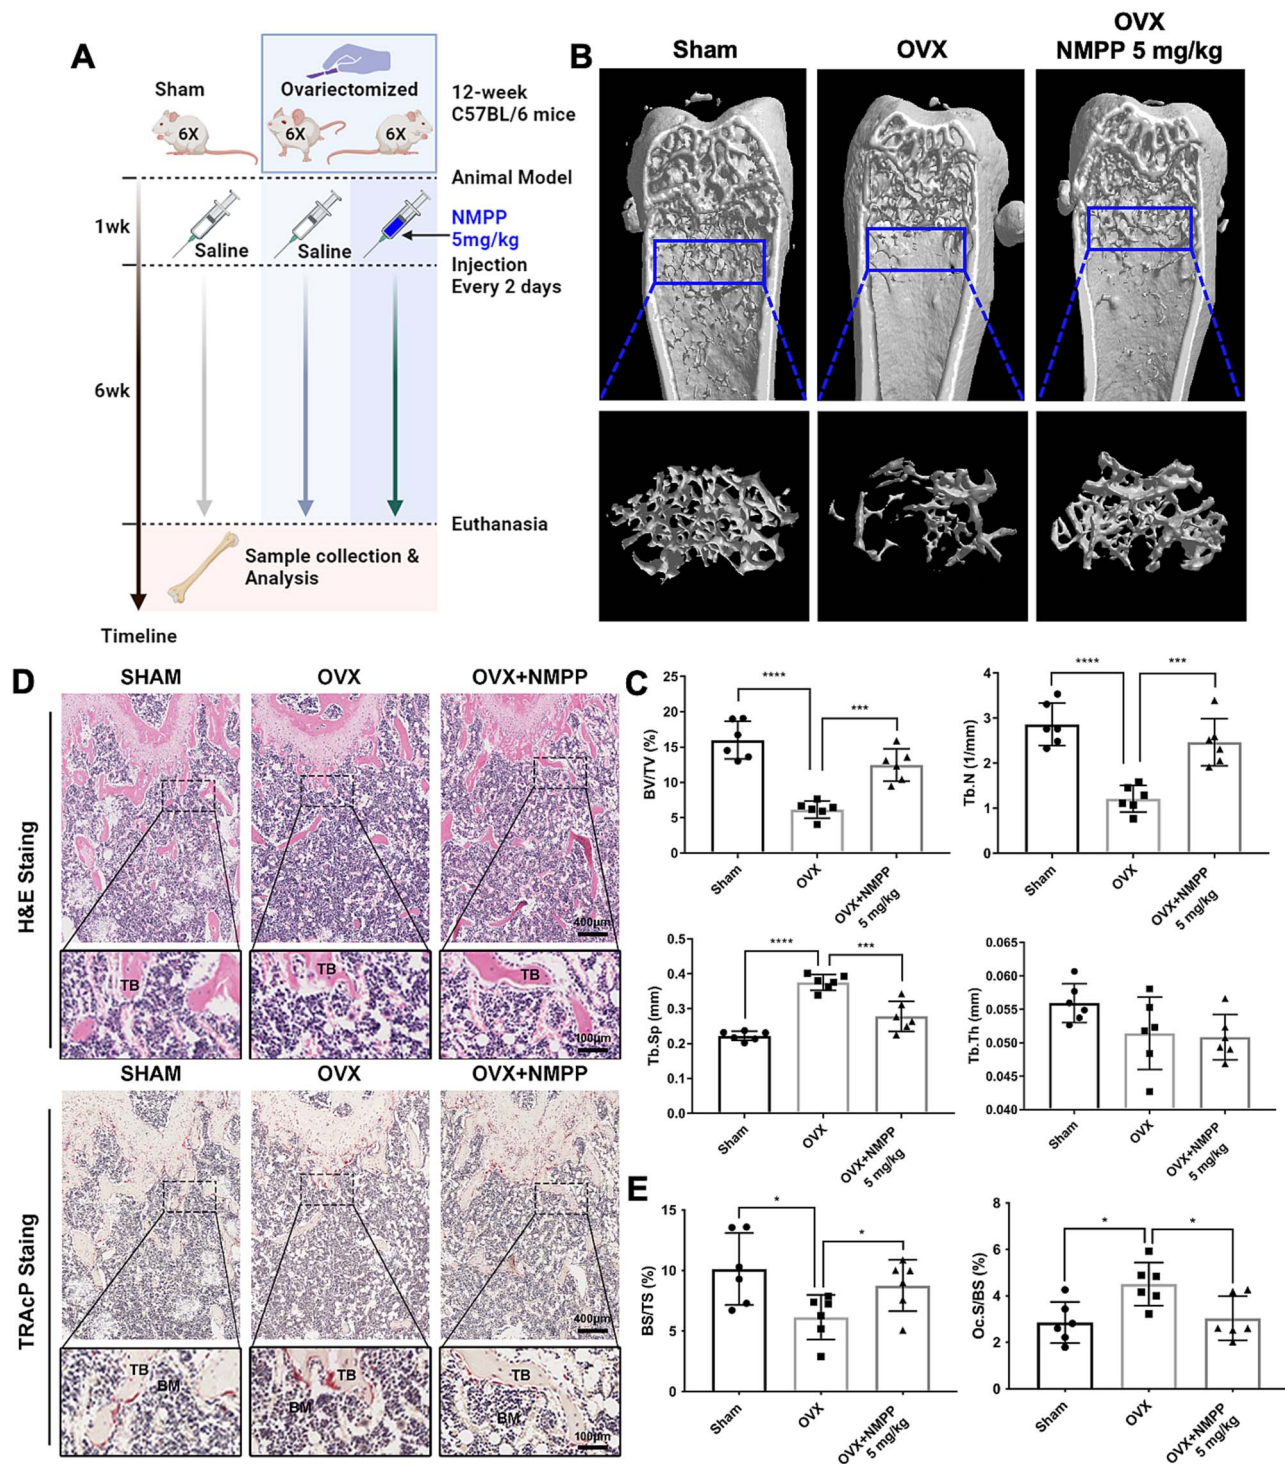 A
Sham
Ovariectomized
6X
6X
6X
12-week
C57BL/6 mice
Animal Model
1wk
Saline
Saline
NMPP
5mg/kg
Injection
Every 2 days
6wk
Euthanasia
Sample collection &
Analysis
Timeline
B
Sham
OVX
OVX
NMPP 5 mg/kg
D
SHAM
OVX
OVX+NMPP
H&E Staing
400μm
TB
TB
TB
100μm
SHAM
OVX
OVX+NMPP
TRAcP Staing
400μm
TB
BM
TB
BM
TB
BM
100μm
C
BV/TV (%)
25
20
15
10
5
0
****
***
Sham
OVX
OVX+NMPP
5 mg/kg
Tb.N (1/mm)
4
3
2
1
0
****
***
Sham
OVX
OVX+NMPP
5 mg/kg
Tb.Sp (mm)
0.5
0.4
0.3
0.2
0.1
0.0
****
***
Sham
OVX
OVX+NMPP
5 mg/kg
Tb.Th (mm)
0.065
0.060
0.055
0.050
0.045
0.040
Sham
OVX
OVX+NMPP
5 mg/kg
E
BS/TS (%)
15
10
5
0
*
*
Sham
OVX
OVX+NMPP
5 mg/kg
Oc.S/BS (%)
8
6
4
2
0
*
*
Sham
OVX
OVX+NMPP
5 mg/kg